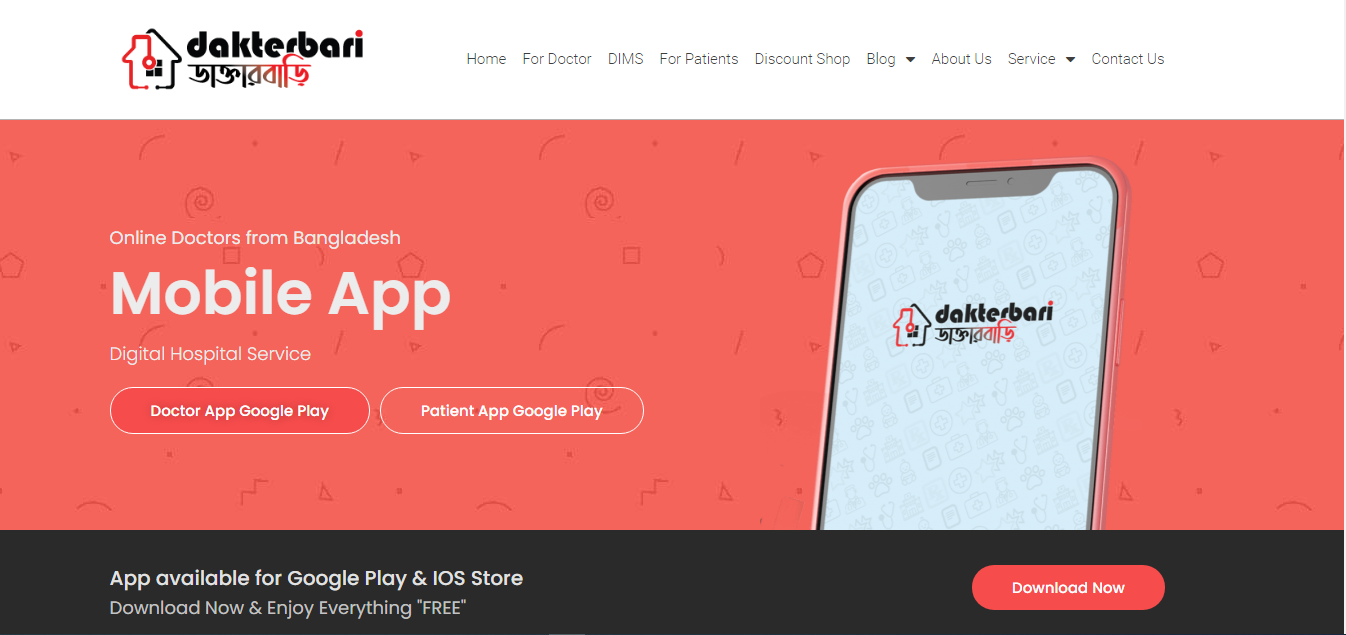 dakterbari
ডাক্তারবাড়ি
Home For Doctor DIMS For Patients Discount Shop Blog About Us Service Contact Us
Online Doctors from Bangladesh
Mobile App
Digital Hospital Service
Doctor App Google Play Patient App Google Play
dakterbari
ডাক্তারবাড়ি
App available for Google Play & IOS Store
Download Now & Enjoy Everything "FREE"
Download Now